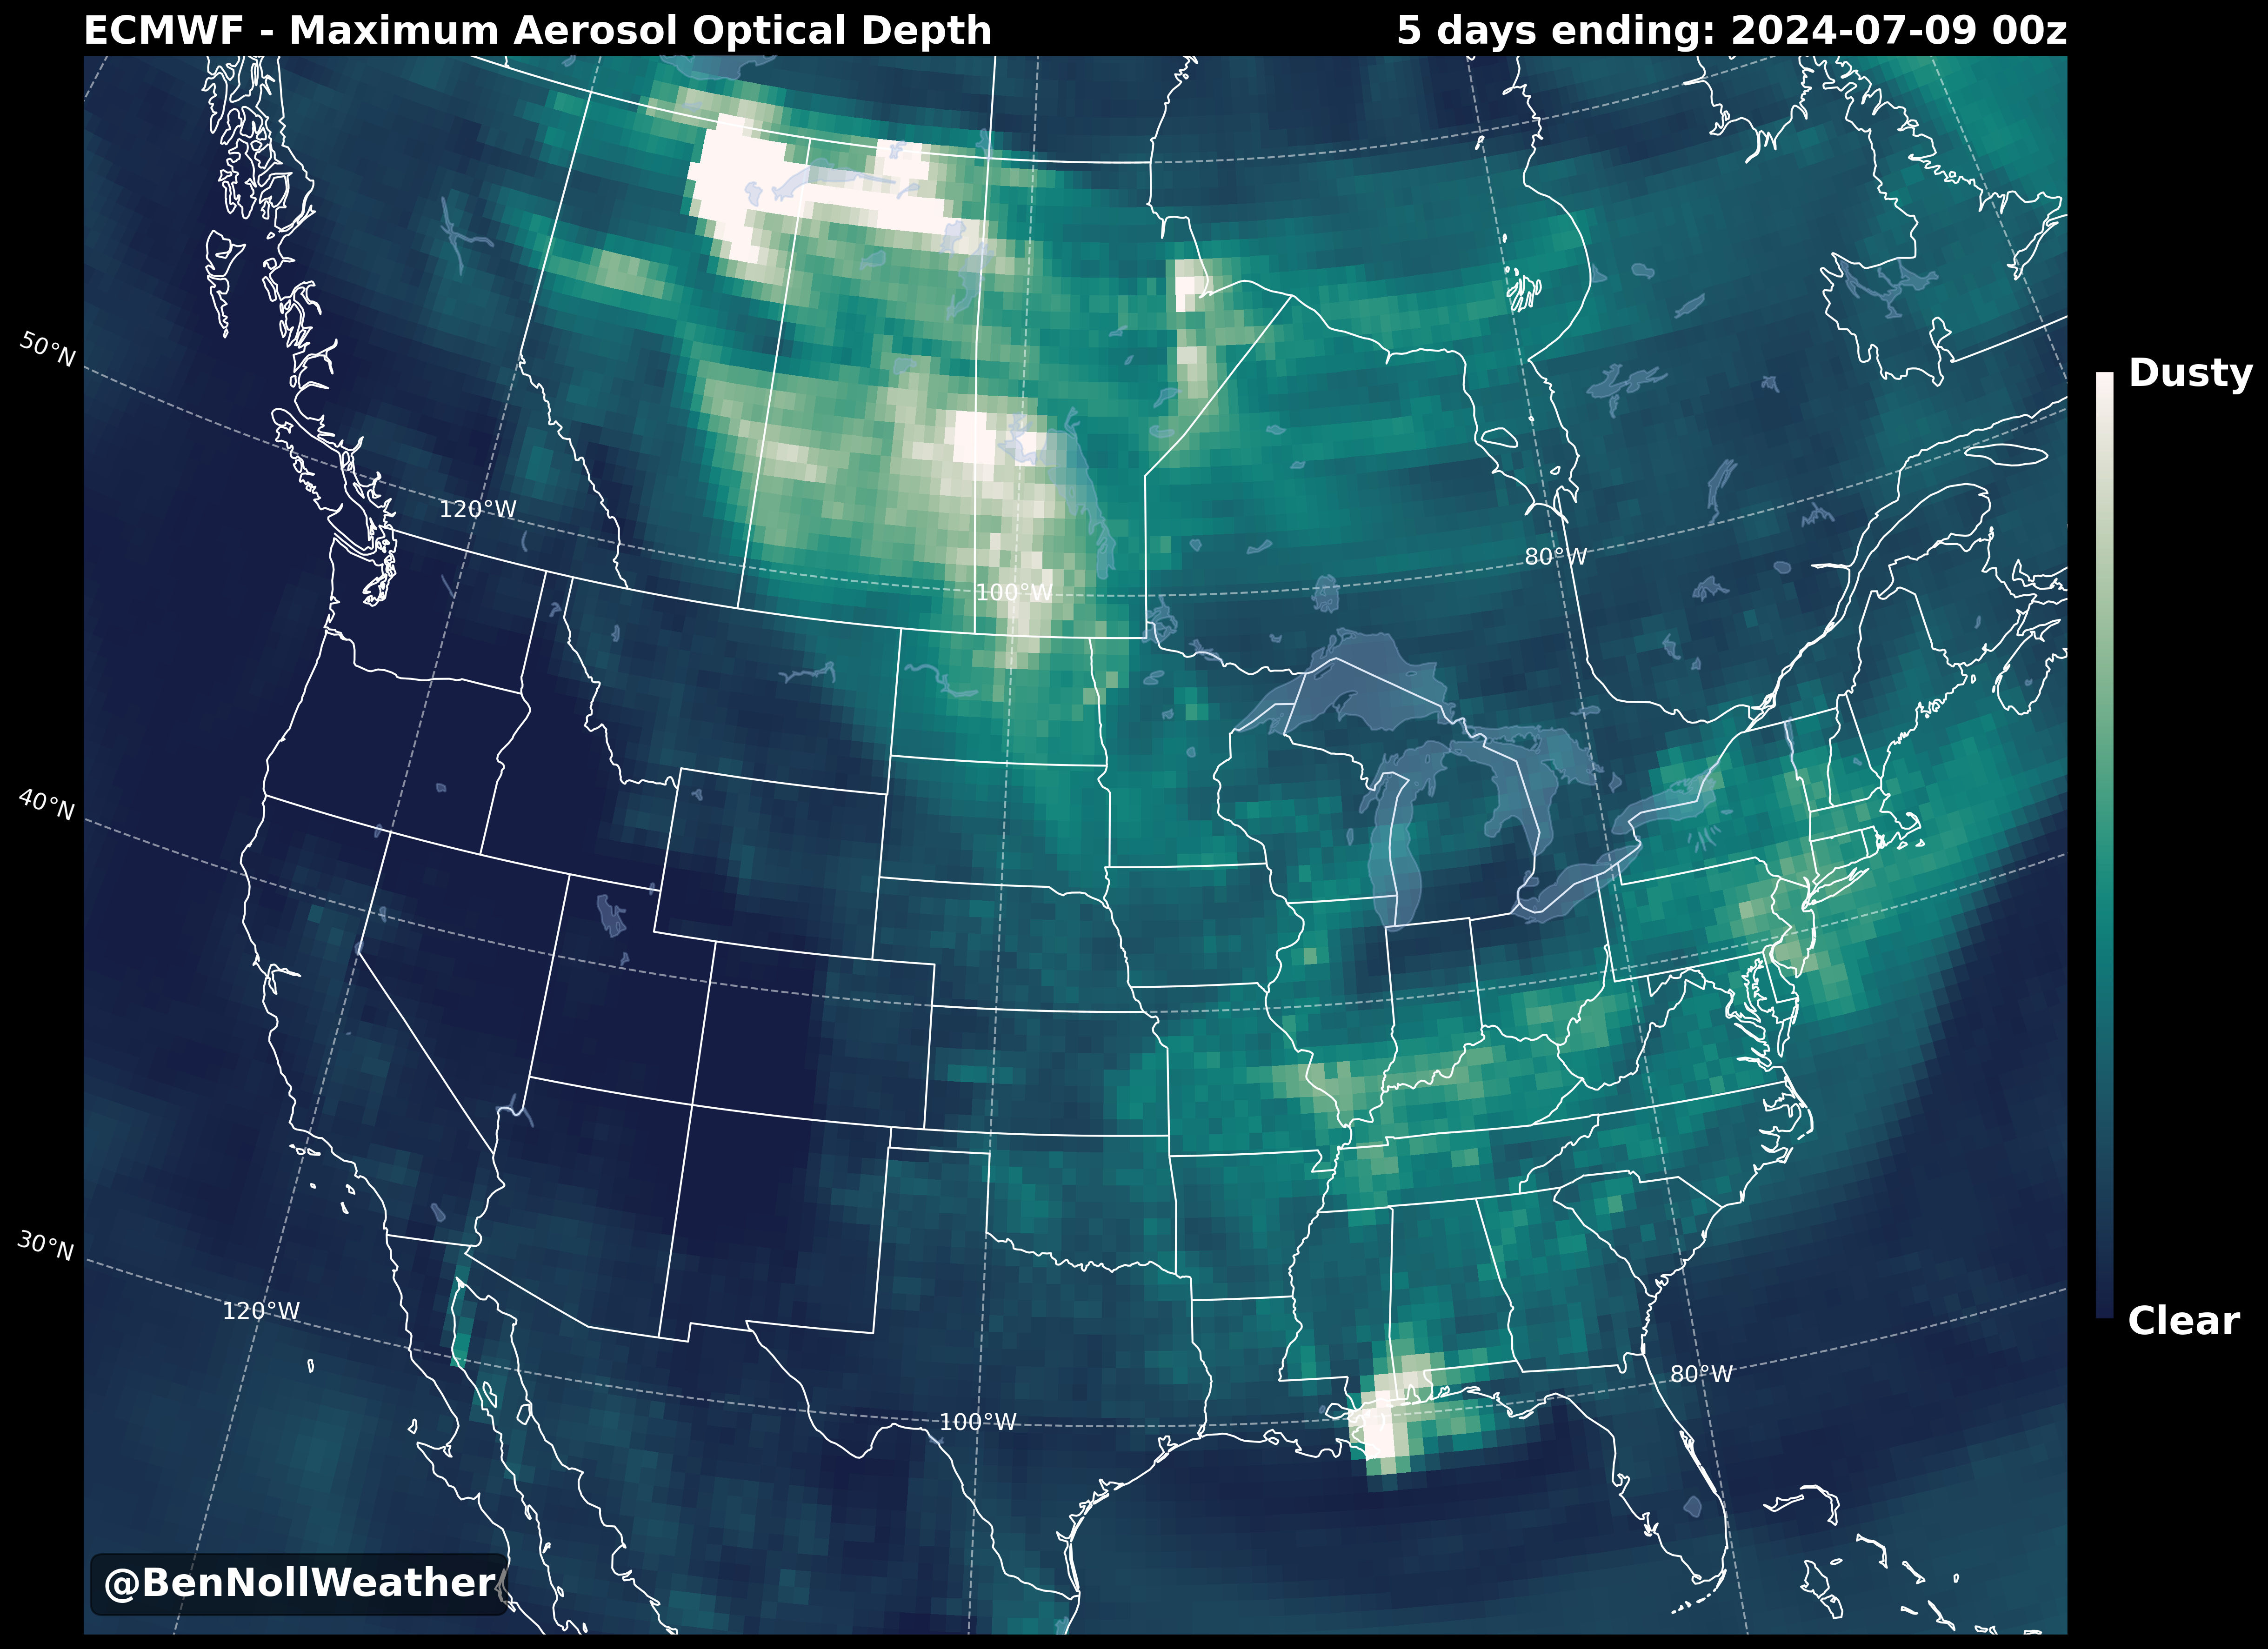 ECMWF - Maximum Aerosol Optical Depth
5 days ending: 2024-07-09 00z
50°N
Dusty
120°W
80°W
100°W
40°N
30°N
120°W
Clear
80°W
100°W
@BenNollWeather